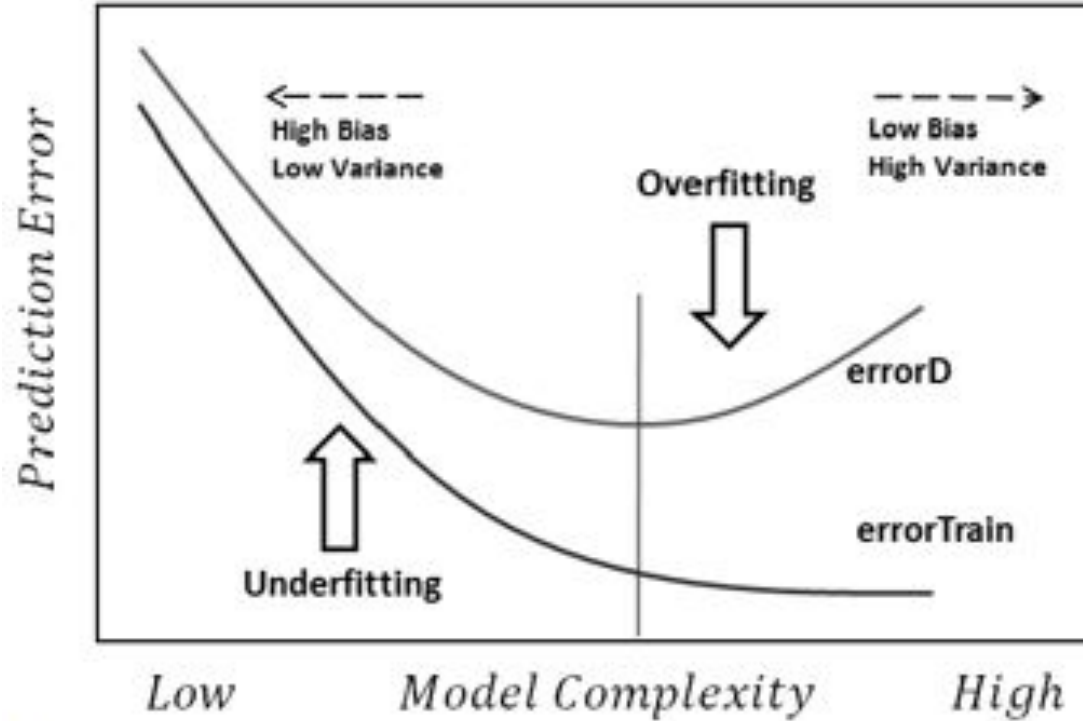 Prediction Error
High Bias
Low Variance
Low Bias
High Variance
Overfitting
errorD
errorTrain
Underfitting
Low Model Complexity High